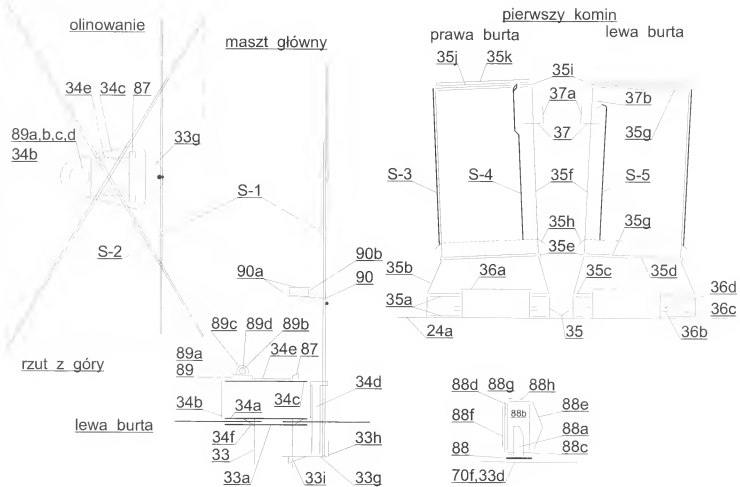 olinowanie
34e 34c 87
89a,b,c,d
34b
33g
S-2
rzut z góry
maszt główny
S-1
90a
90b
90
89c 89d 89b
89a
89
34e
87
34b
34a
34c
34d
lewa burta
34f
33
33a
33i
33h
33g
pierwszy komin
prawa burta
lewa burta
35j 35k
35i
37a
37b
37
35g
S-3
S-4
35f
S-5
35h
35e
35g
35b
36a
35c
35d
36d
35a
36c
24a
35
36b
88g
88d
88h
88b
88e
88f
88a
88
88c
70f,33d